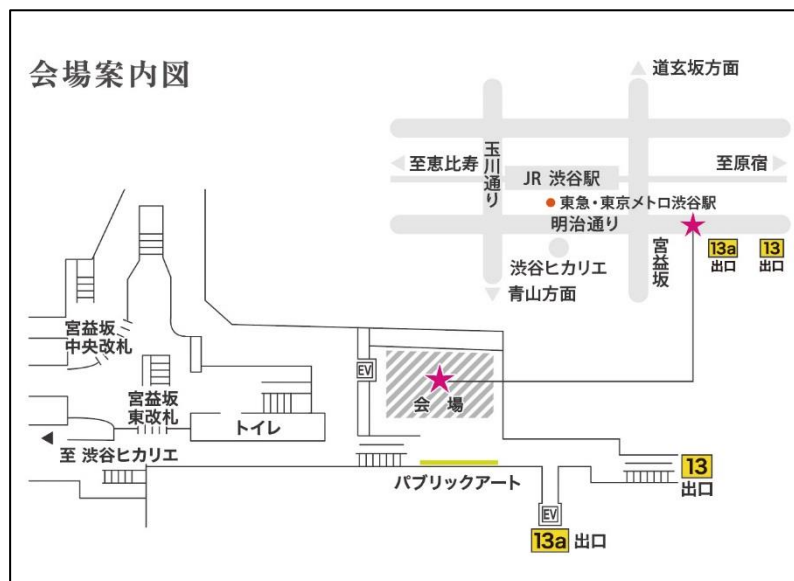 会場案内図
道玄坂方面
玉川通り
至恵比寿
JR 渋谷駅
至原宿
東急・東京メトロ渋谷駅
明治通り
宮益坂
13a
出口
13
出口
渋谷ヒカリエ
青山方面
宮益坂
中央改札
宮益坂
東改札
至 渋谷ヒカリエ
トイレ
EV
会 場
パブリックアート
13
出口
EV
13a 出口